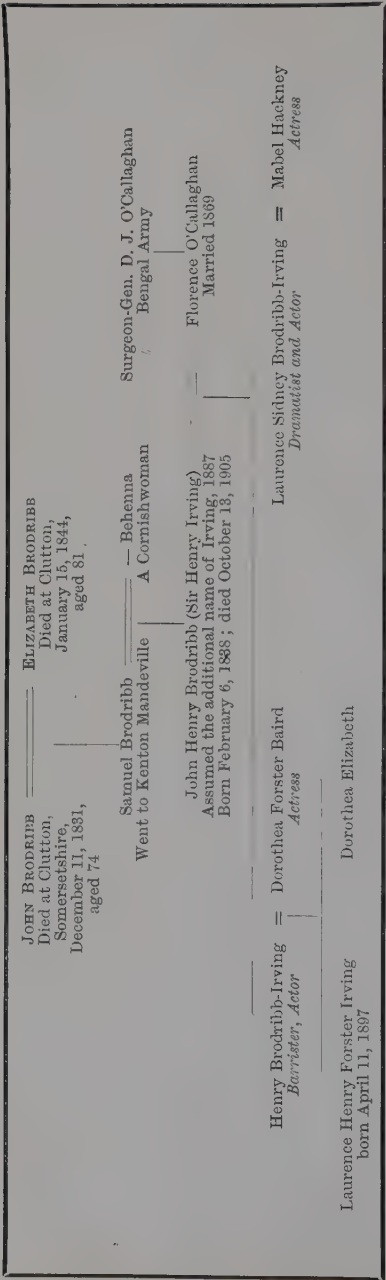 JOHN BRODRIBB
Died at Clutton,
Somersetshire,
December 11, 1831,
aged 74
ELIZABETH BRODRIBB
Died at Clutton,
January 15, 1844,
aged 81
Samuel Brodribb — Behenna
Went to Kenton Mandeville A Cornishwoman
Surgeon-Gen. D. J. O'Callaghan
Bengal Army
John Henry Brodribb (Sir Henry Irving)
Assumed the additional name of Irving, 1887
Born February 6, 1838; died October 13, 1905
Florence O'Callaghan
Married 1869
Henry Brodribb-Irving = Dorothea Forster Baird
Barrister, Actor Actress
Laurence Sidney Brodribb-Irving = Mabel Hackney
Dramatist and Actor Actress
Laurence Henry Forster Irving
born April 11, 1897
Dorothea Elizabeth